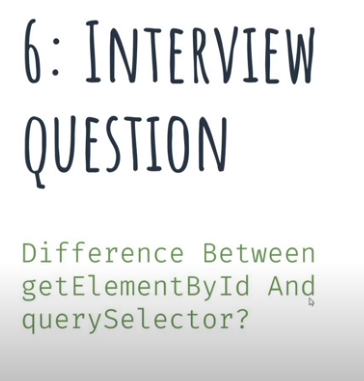 6: Interview
question
Difference Between
getElementById And
querySelector?